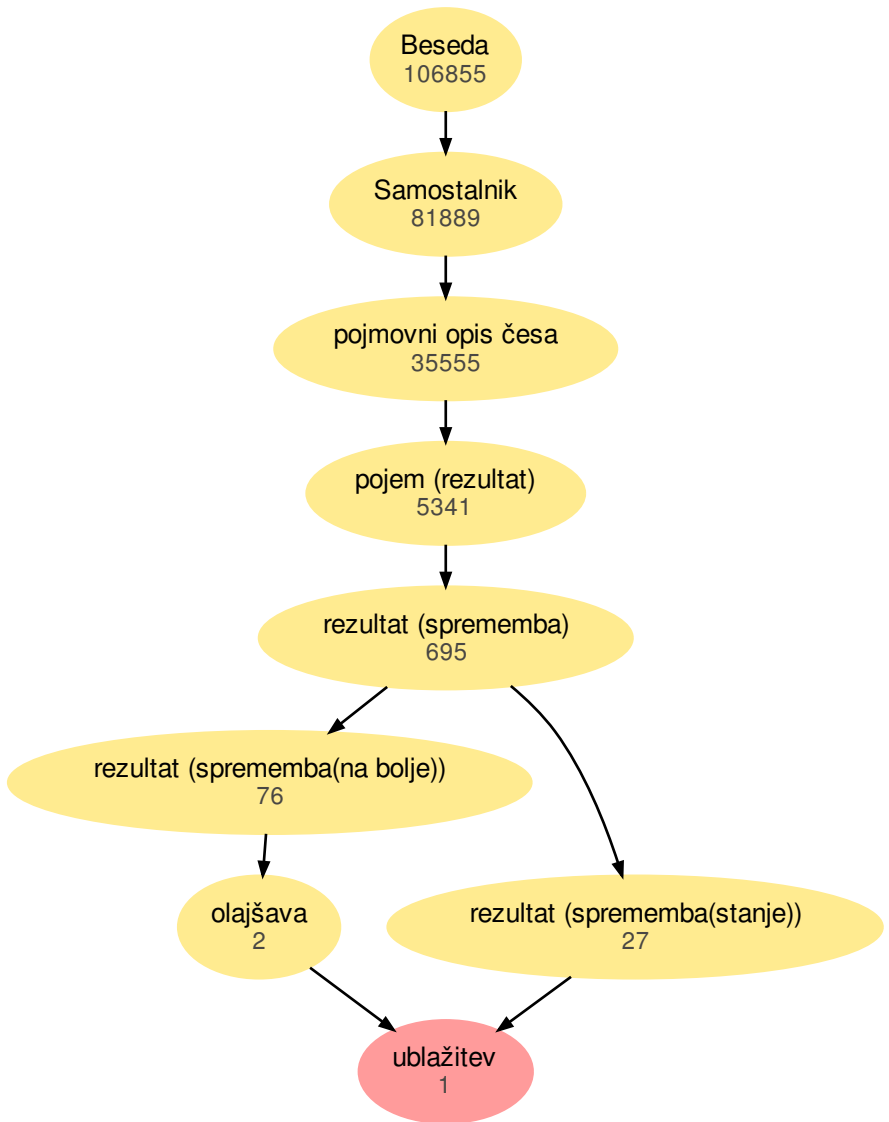 Beseda
106855
Samostalnik
81889
pojmovni opis česa
35555
pojem (rezultat)
5341
rezultat (sprememba)
695
rezultat (sprememba(na bolje))
76
olajšava
2
rezultat (sprememba(stanje))
27
ublažitev
1